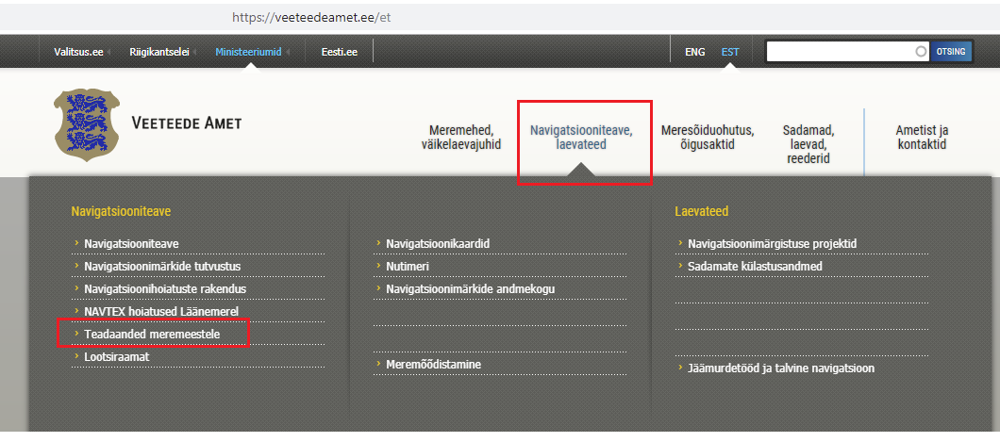 https://veeteedeamet.ee/et
Valitsus.ee Riigikantselei Ministeeriumid Eesti.ee ENG EST OTSING
VEETEEDE AMET
Meremehed,
väikelaevajuhid
Navigatsiooniteave,
laevateed
Meresõiduohutus,
õigusaktid
Sadamad,
laevad,
reederid
Ametist ja
kontaktid
Navigatsiooniteave
› Navigatsiooniteave
› Navigatsioonimärkide tutvustus
› Navigatsioonihoiatuste rakendus
› NAVTEX hoiatused Läänemerel
› Teadaanded meremeestele
› Lootsiraamat
› Navigatsioonikaardid
› Nutimeri
› Navigatsioonimärkide andmekogu
› Meremõõdistamine
Laevateed
› Navigatsioonimärgistuse projektid
› Sadamate külastusandmed
› Jäämurdetööd ja talvine navigatsioon